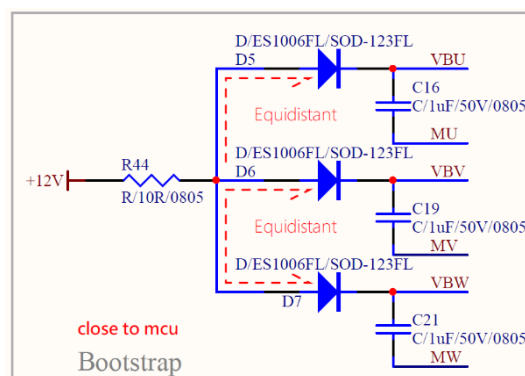 D/ES1006FL/SOD-123FL
D5
VBU
C16
C/1uF/50V/0805
Equidistant
MU
R44
D/ES1006FL/SOD-123FL
+12V
D6
VBV
R/10R/0805
C19
C/1uF/50V/0805
Equidistant
MV
D/ES1006FL/SOD-123FL
VBW
D7
C21
close to mcu
C/1uF/50V/0805
Bootstrap
MW